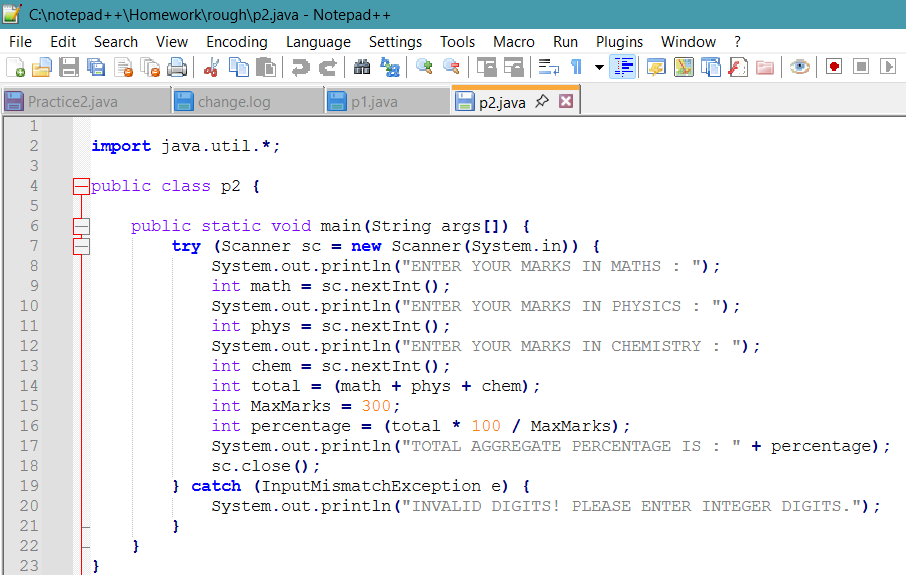 C:\notepad++\Homework\rough\p2.java - Notepad++
File Edit Search View Encoding Language Settings Tools Macro Run Plugins Window ?
Practice2.java change.log p1.java p2.java
1
2 import java.util.*;
3
4 public class p2 {
5
6     public static void main(String args[]) {
7         try (Scanner sc = new Scanner(System.in)) {
8             System.out.println("ENTER YOUR MARKS IN MATHS : ");
9             int math = sc.nextInt();
10             System.out.println("ENTER YOUR MARKS IN PHYSICS : ");
11             int phys = sc.nextInt();
12             System.out.println("ENTER YOUR MARKS IN CHEMISTRY : ");
13             int chem = sc.nextInt();
14             int total = (math + phys + chem);
15             int MaxMarks = 300;
16             int percentage = (total * 100 / MaxMarks);
17             System.out.println("TOTAL AGGREGATE PERCENTAGE IS : " + percentage);
18             sc.close();
19         } catch (InputMismatchException e) {
20             System.out.println("INVALID DIGITS! PLEASE ENTER INTEGER DIGITS.");
21         }
22     }
23 }